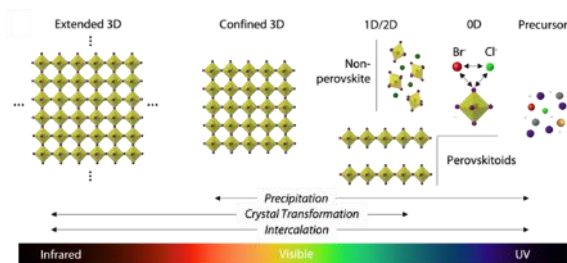 Extended 3D
Confined 3D
1D/2D
0D
Precursor
Non-
perovskite
Br-
Cl-
Perovskitoids
Precipitation
Crystal Transformation
Intercalation
Infrared
Visible
UV